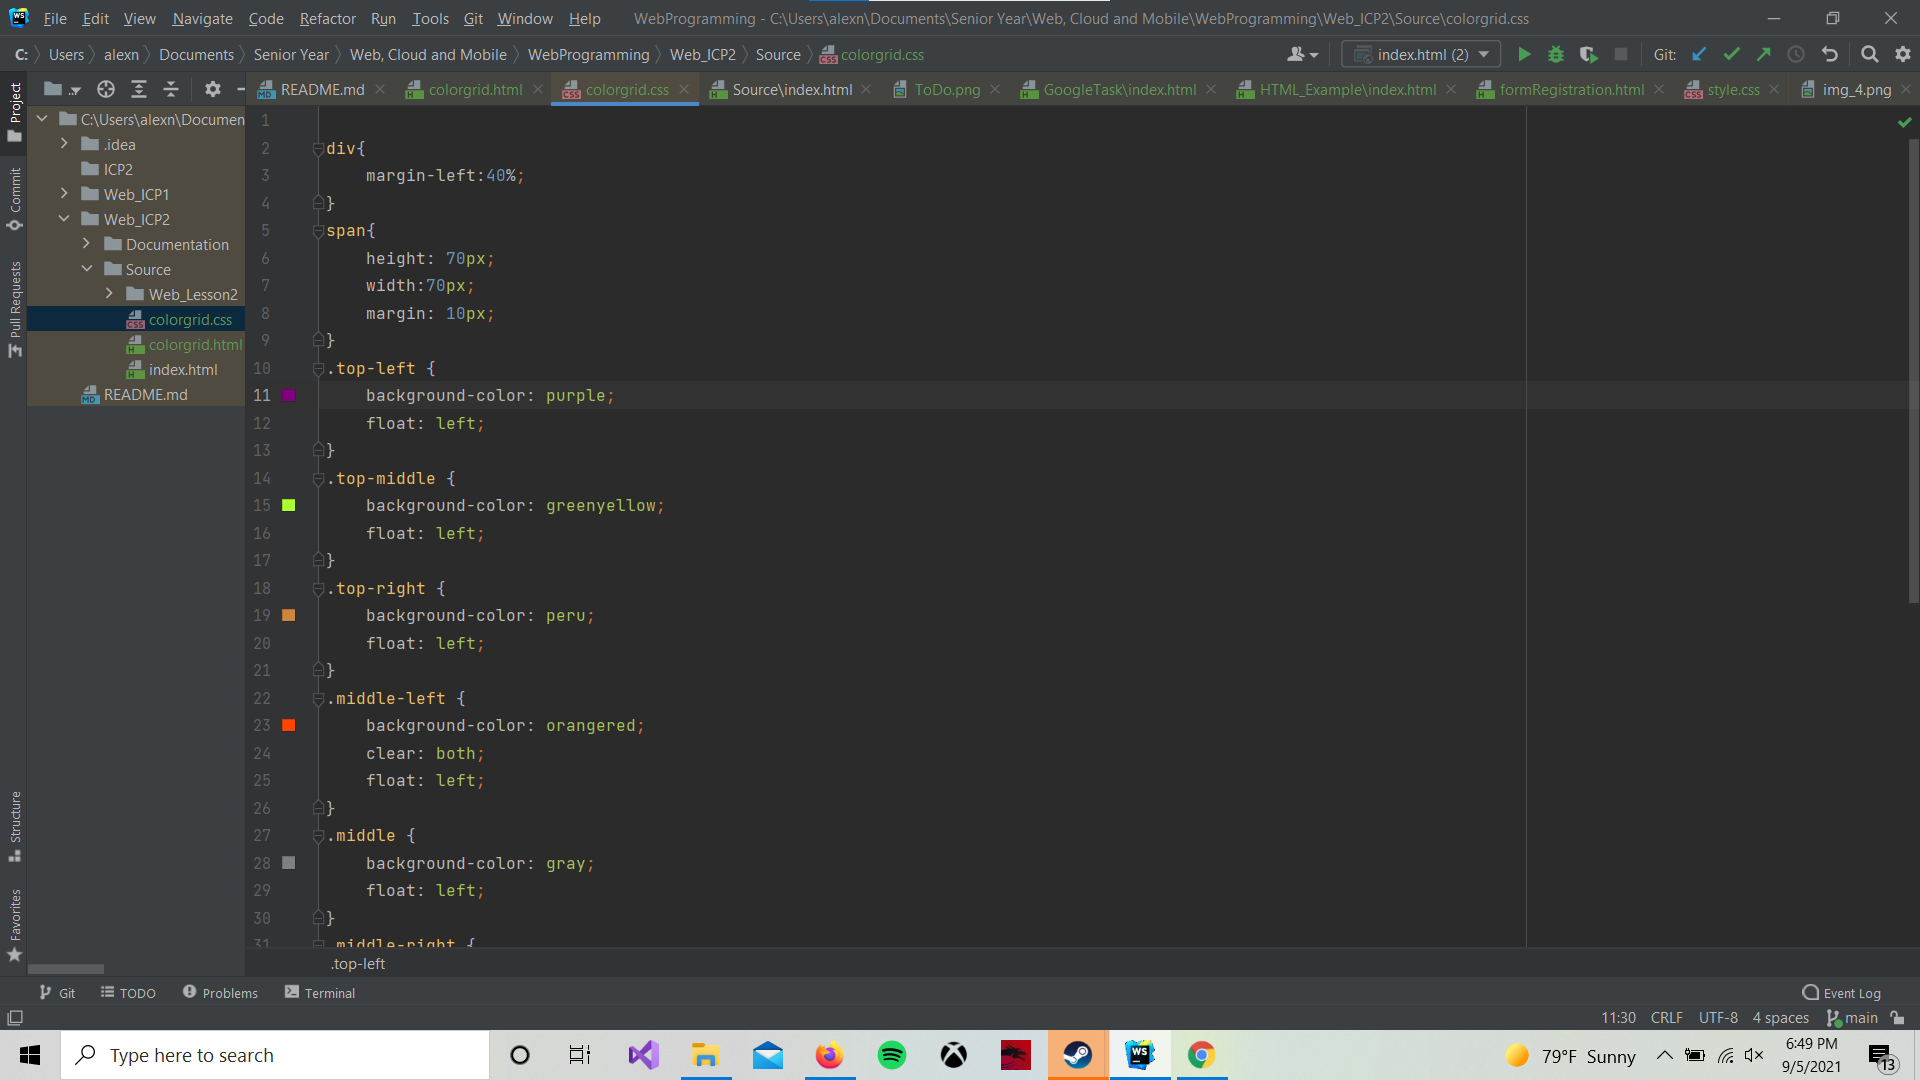 File Edit View Navigate Code Refactor Run Tools Git Window Help WebProgramming - C:\Users\alexn\Documents\Senior Year\Web, Cloud and Mobile\WebProgramming\Web_ICP2\Source\colorgrid.css
C: Users alexn Documents Senior Year Web, Cloud and Mobile WebProgramming Web_ICP2 Source colorgrid.css index.html (2) Git:
README.md colorgrid.html colorgrid.css Source\index.html ToDo.png GoogleTask\index.html HTML_Example\index.html formRegistration.html style.css img_4.png
Project
Commit
Pull Requests
Structure
Favorites
C:\Users\alexn\Documen
.idea
ICP2
Web_ICP1
Web_ICP2
Documentation
Source
Web_Lesson2
colorgrid.css
colorgrid.html
index.html
README.md
1
2 div{
3 margin-left:40%;
4 }
5 span{
6 height: 70px;
7 width:70px;
8 margin: 10px;
9 }
10 .top-left {
11 background-color: purple;
12 float: left;
13 }
14 .top-middle {
15 background-color: greenyellow;
16 float: left;
17 }
18 .top-right {
19 background-color: peru;
20 float: left;
21 }
22 .middle-left {
23 background-color: orangered;
24 clear: both;
25 float: left;
26 }
27 .middle {
28 background-color: gray;
29 float: left;
30 }
31 .middle-right {
.top-left
Git TODO Problems Terminal Event Log
11:30 CRLF UTF-8 4 spaces main
Type here to search
79°F Sunny
6:49 PM
9/5/2021
13